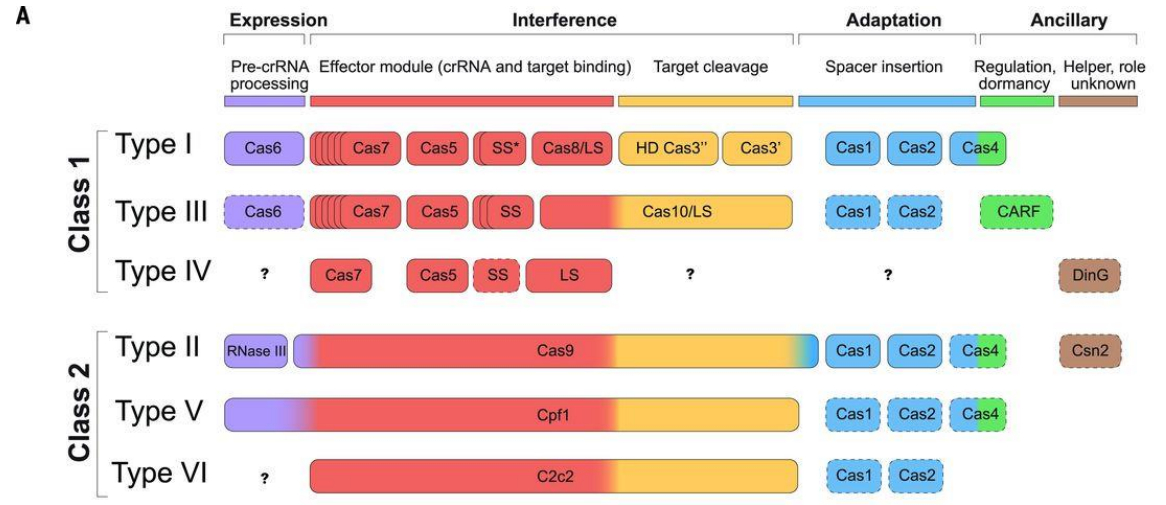 A
Expression Interference Adaptation Ancillary
Pre-crRNA processing Effector module (crRNA and target binding) Target cleavage Spacer insertion Regulation, dormancy Helper, role unknown
Class 1
Type I Cas6 Cas7 Cas5 SS* Cas8/LS HD Cas3'' Cas3' Cas1 Cas2 Cas4
Type III Cas6 Cas7 Cas5 SS Cas10/LS Cas1 Cas2 CARF
Type IV ? Cas7 Cas5 SS LS ? ? DinG
Class 2
Type II RNase III Cas9 Cas1 Cas2 Cas4 Csn2
Type V Cpf1 Cas1 Cas2 Cas4
Type VI ? C2c2 Cas1 Cas2